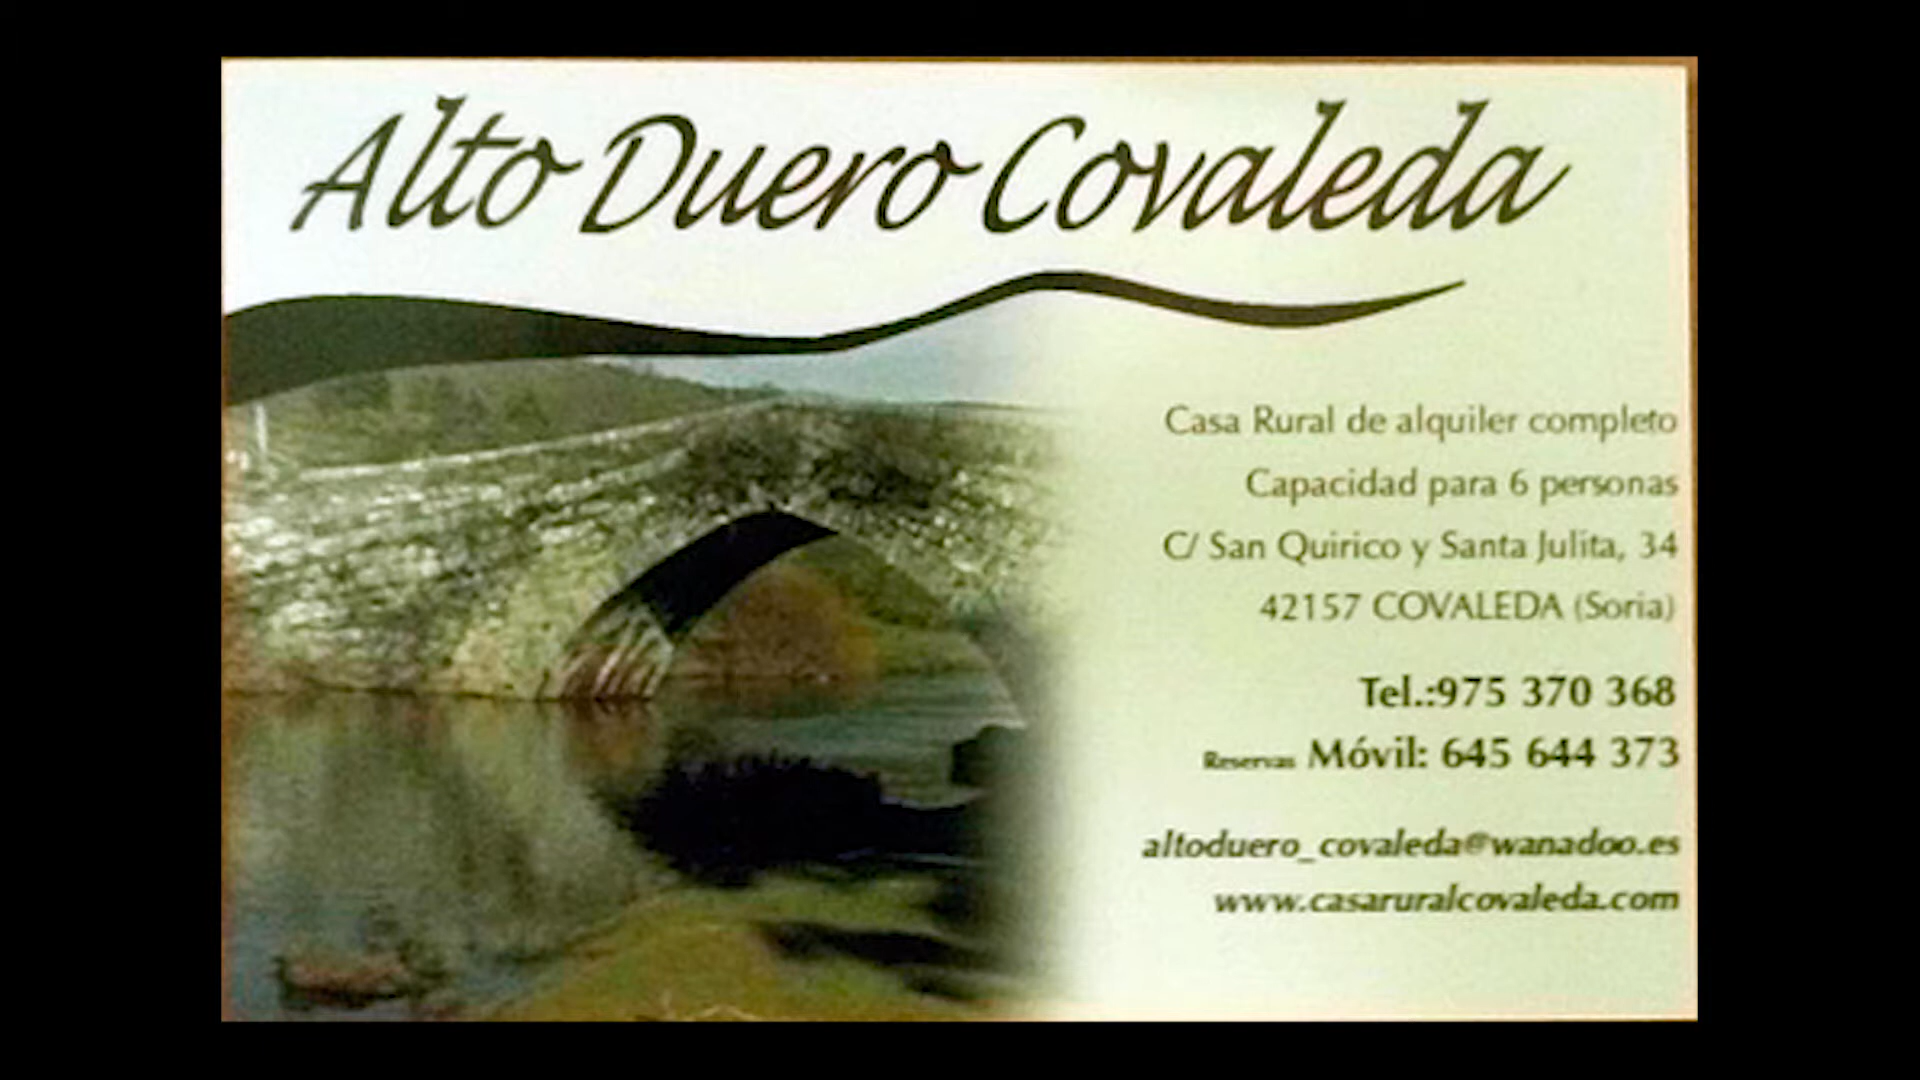 Alto Duero Covaleda
Casa Rural de alquiler completo
Capacidad para 6 personas
C/ San Quirico y Santa Julita, 34
42157 COVALEDA (Soria)
Tel.:975 370 368
Reservas Móvil: 645 644 373
altoduero_covaleda@wanadoo.es
www.casaruralcovaleda.com